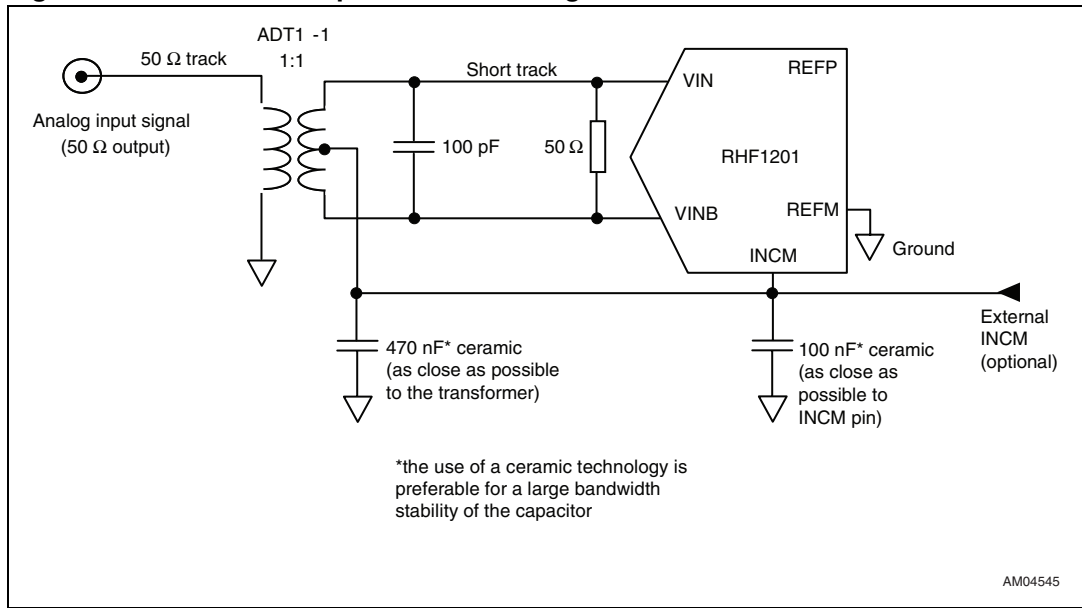 ADT1 -1
1:1
50 Ω track
Short track
VIN
REFP
Analog input signal
(50 Ω output)
100 pF
50 Ω
RHF1201
VINB
REFM
Ground
INCM
External
INCM
(optional)
470 nF* ceramic
(as close as possible
to the transformer)
100 nF* ceramic
(as close as
possible to
INCM pin)
*the use of a ceramic technology is
preferable for a large bandwidth
stability of the capacitor
AM04545